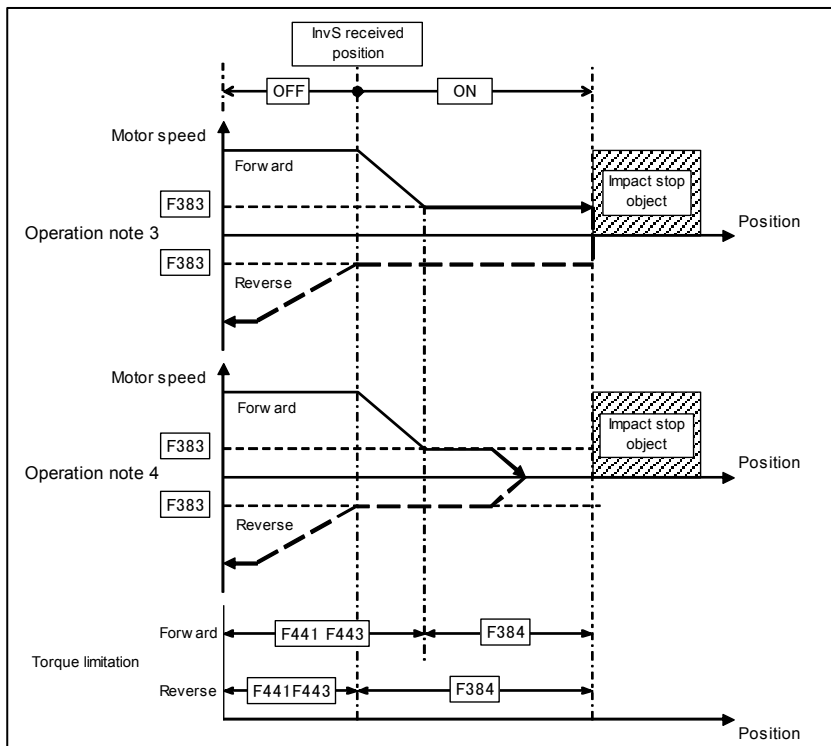 InvS received
position
OFF
ON
Motor speed
Forward
Impact stop
object
F383
Position
Operation note 3
F383
Reverse
Motor speed
Forward
Impact stop
object
F383
Position
Operation note 4
F383
Reverse
Forward
F441 F443
F384
Torque limitation
Reverse
F441F443
F384
Position